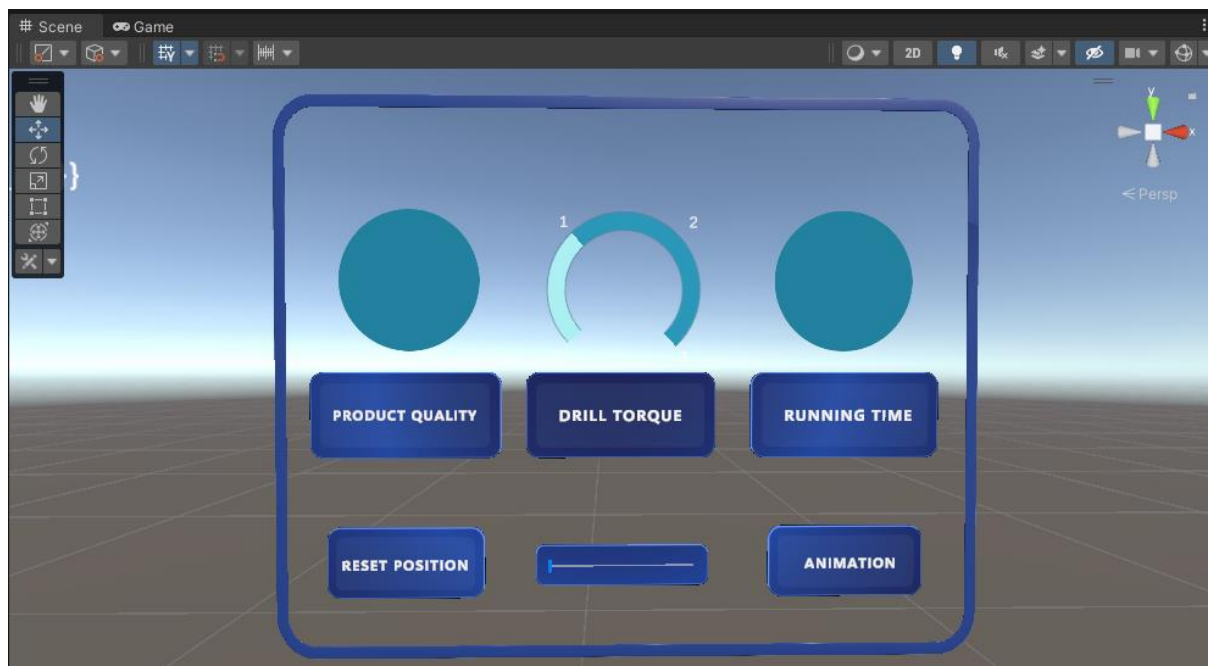 Scene
Game
2D
y
x
Persp
}
1
2
PRODUCT QUALITY
DRILL TORQUE
RUNNING TIME
RESET POSITION
ANIMATION